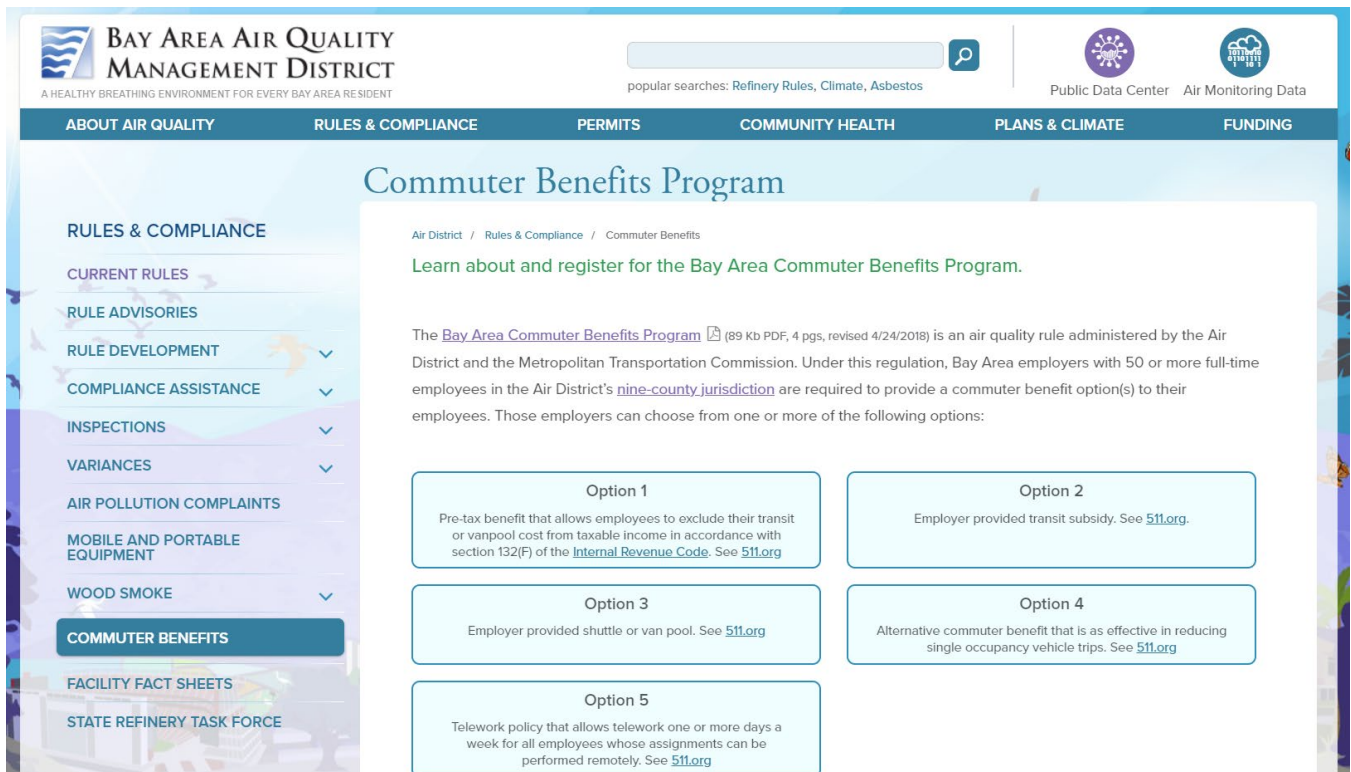 BAY AREA AIR QUALITY
MANAGEMENT DISTRICT
A HEALTHY BREATHING ENVIRONMENT FOR EVERY BAY AREA RESIDENT
popular searches: Refinery Rules, Climate, Asbestos
Public Data Center
Air Monitoring Data
ABOUT AIR QUALITY
RULES & COMPLIANCE
PERMITS
COMMUNITY HEALTH
PLANS & CLIMATE
FUNDING
Commuter Benefits Program
RULES & COMPLIANCE
CURRENT RULES
RULE ADVISORIES
RULE DEVELOPMENT
COMPLIANCE ASSISTANCE
INSPECTIONS
VARIANCES
AIR POLLUTION COMPLAINTS
MOBILE AND PORTABLE
EQUIPMENT
WOOD SMOKE
COMMUTER BENEFITS
FACILITY FACT SHEETS
STATE REFINERY TASK FORCE
Air District / Rules & Compliance / Commuter Benefits
Learn about and register for the Bay Area Commuter Benefits Program.
The Bay Area Commuter Benefits Program (89 Kb PDF, 4 pgs, revised 4/24/2018) is an air quality rule administered by the Air
District and the Metropolitan Transportation Commission. Under this regulation, Bay Area employers with 50 or more full-time
employees in the Air District's nine-county jurisdiction are required to provide a commuter benefit option(s) to their
employees. Those employers can choose from one or more of the following options:
Option 1
Pre-tax benefit that allows employees to exclude their transit
or vanpool cost from taxable income in accordance with
section 132(F) of the Internal Revenue Code. See 511.org
Option 2
Employer provided transit subsidy. See 511.org.
Option 3
Employer provided shuttle or van pool. See 511.org
Option 4
Alternative commuter benefit that is as effective in reducing
single occupancy vehicle trips. See 511.org
Option 5
Telework policy that allows telework one or more days a
week for all employees whose assignments can be
performed remotely. See 511.org